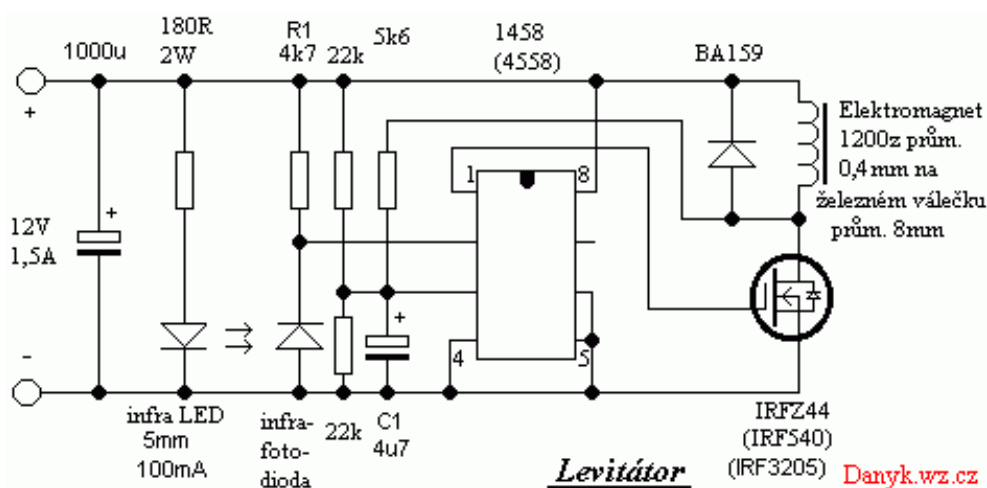 1000u
180R
2W
R1
4k7
22k
5k6
1458
(4558)
BA159
+
Elektromagnet
1200z prům.
0,4mm na
železném válečku
prům. 8mm
1
8
12V
1,5A
+
+
-
4
5
infra LED
5mm
100mA
infra-
foto-
dioda
22k
C1
4u7
IRFZ44
(IRF540)
(IRF3205)
Levitátor
Danyk.wz.cz